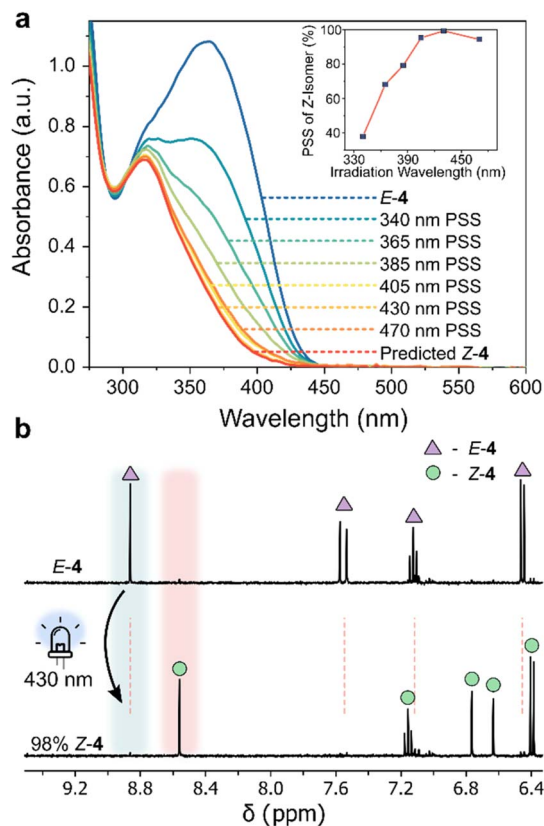 a
1.0
0.8
0.6
0.4
0.2
0.0
Absorbance (a.u.)
300 350 400 450 500 550 600
Wavelength (nm)
PSS of Z-Isomer (%)
100
80
60
40
330 390 450
Irradiation Wavelength (nm)
E-4
340 nm PSS
365 nm PSS
385 nm PSS
405 nm PSS
430 nm PSS
470 nm PSS
Predicted Z-4
b
- E-4
- Z-4
E-4
430 nm
98% Z-4
9.2 8.8 8.4 8.0 7.6 7.2 6.8 6.4
δ (ppm)